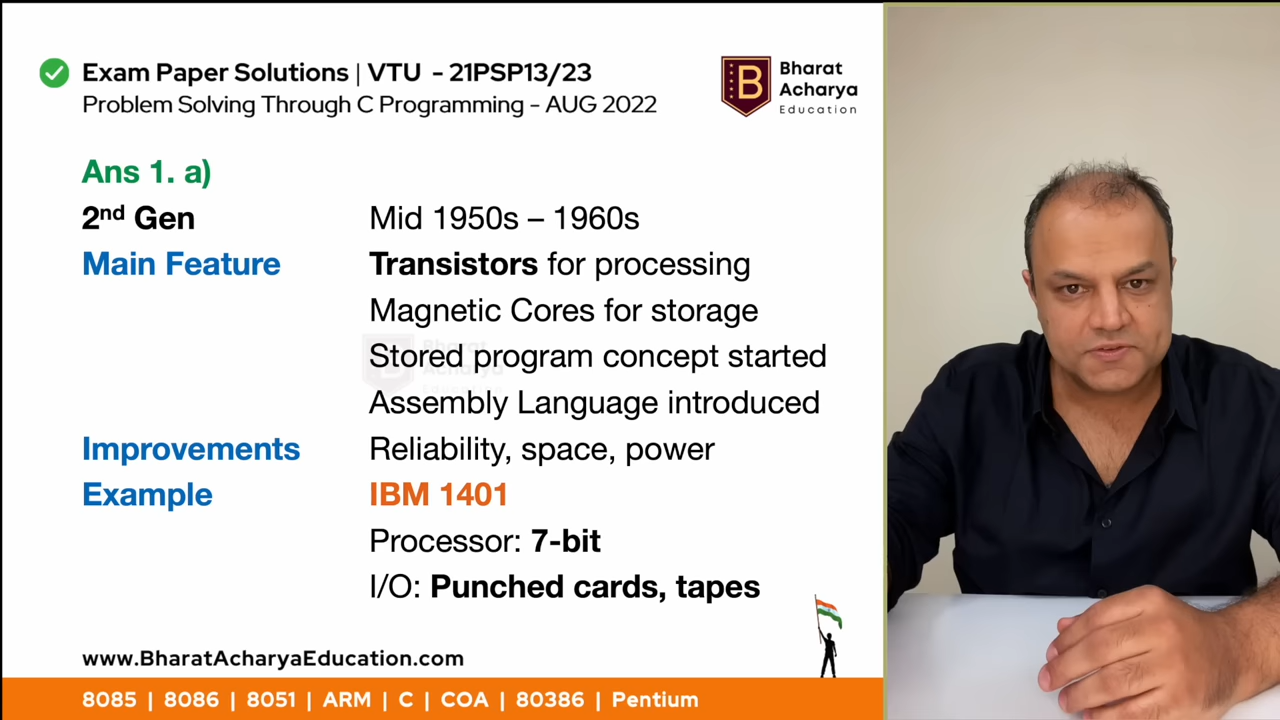 Exam Paper Solutions | VTU - 21PSP13/23
Problem Solving Through C Programming - AUG 2022
B
Bharat
Acharya
Education
Ans 1. a)
2nd Gen Mid 1950s – 1960s
Main Feature Transistors for processing
Magnetic Cores for storage
Stored program concept started
Assembly Language introduced
Improvements Reliability, space, power
Example IBM 1401
Processor: 7-bit
I/O: Punched cards, tapes
www.BharatAcharyaEducation.com
8085 | 8086 | 8051 | ARM | C | COA | 80386 | Pentium